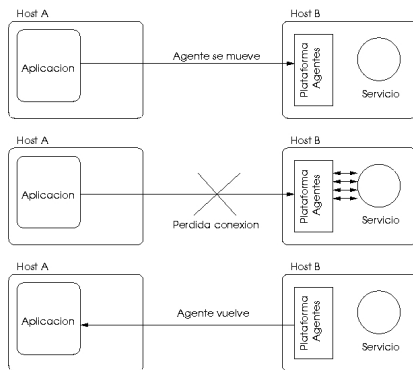 Host A
Host B
Aplicacion
Agente se mueve
Plataforma
Agentes
Servicio
Host A
Host B
Aplicacion
Perdida conexion
Plataforma
Agentes
Servicio
Host A
Host B
Aplicacion
Agente vuelve
Plataforma
Agentes
Servicio